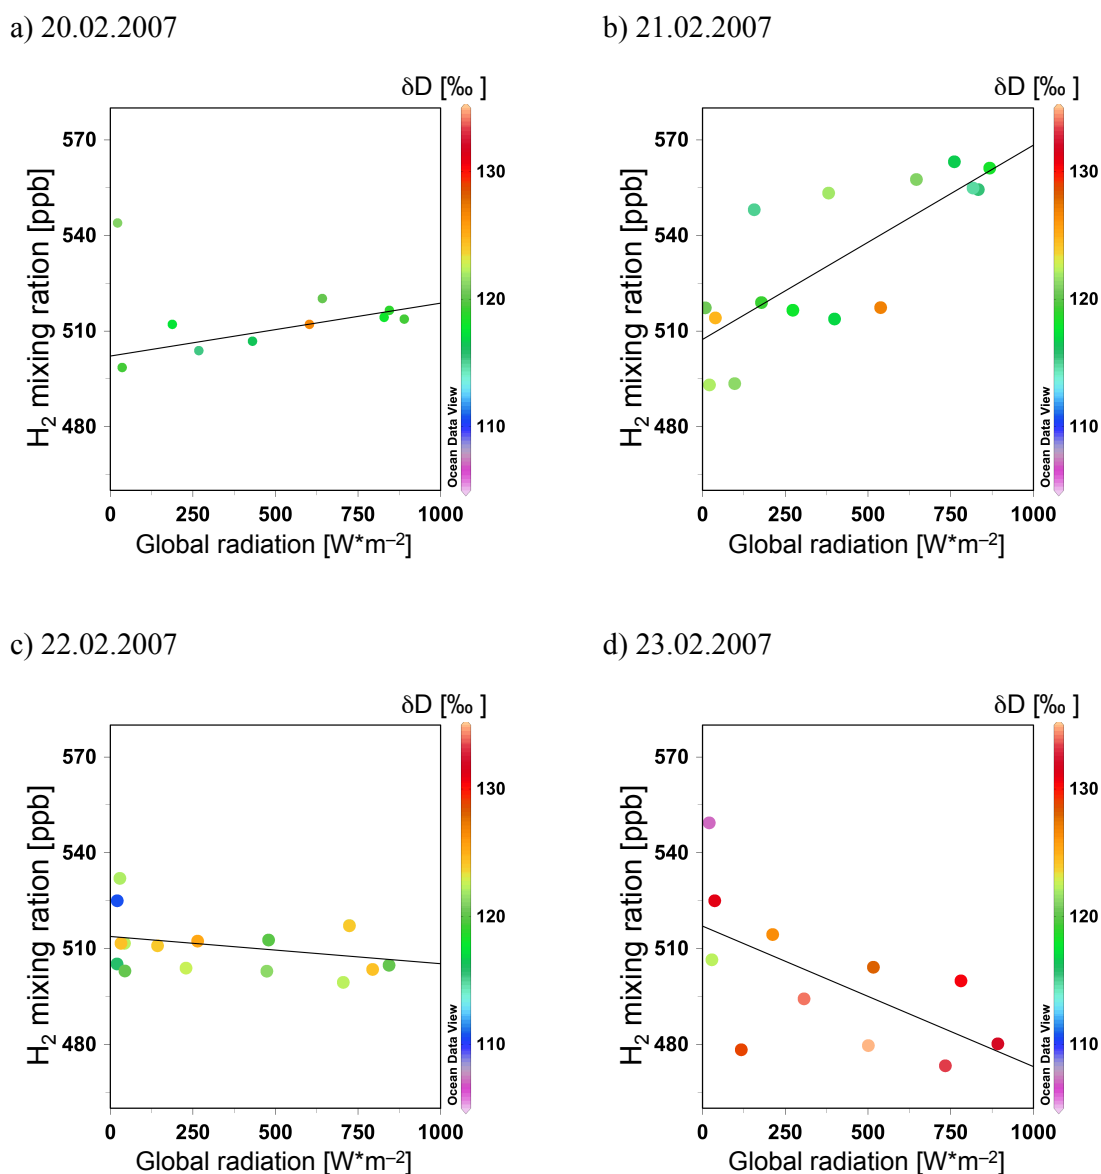 a) 20.02.2007
b) 21.02.2007
δD [‰ ]
570
540
510
480
H₂ mixing ration [ppb]
0 250 500 750 1000
Global radiation [W*m⁻²]
130
120
110
Ocean Data View
δD [‰ ]
570
540
510
480
H₂ mixing ration [ppb]
0 250 500 750 1000
Global radiation [W*m⁻²]
130
120
110
Ocean Data View
c) 22.02.2007
d) 23.02.2007
δD [‰ ]
570
540
510
480
H₂ mixing ration [ppb]
0 250 500 750 1000
Global radiation [W*m⁻²]
130
120
110
Ocean Data View
δD [‰ ]
570
540
510
480
H₂ mixing ration [ppb]
0 250 500 750 1000
Global radiation [W*m⁻²]
130
120
110
Ocean Data View